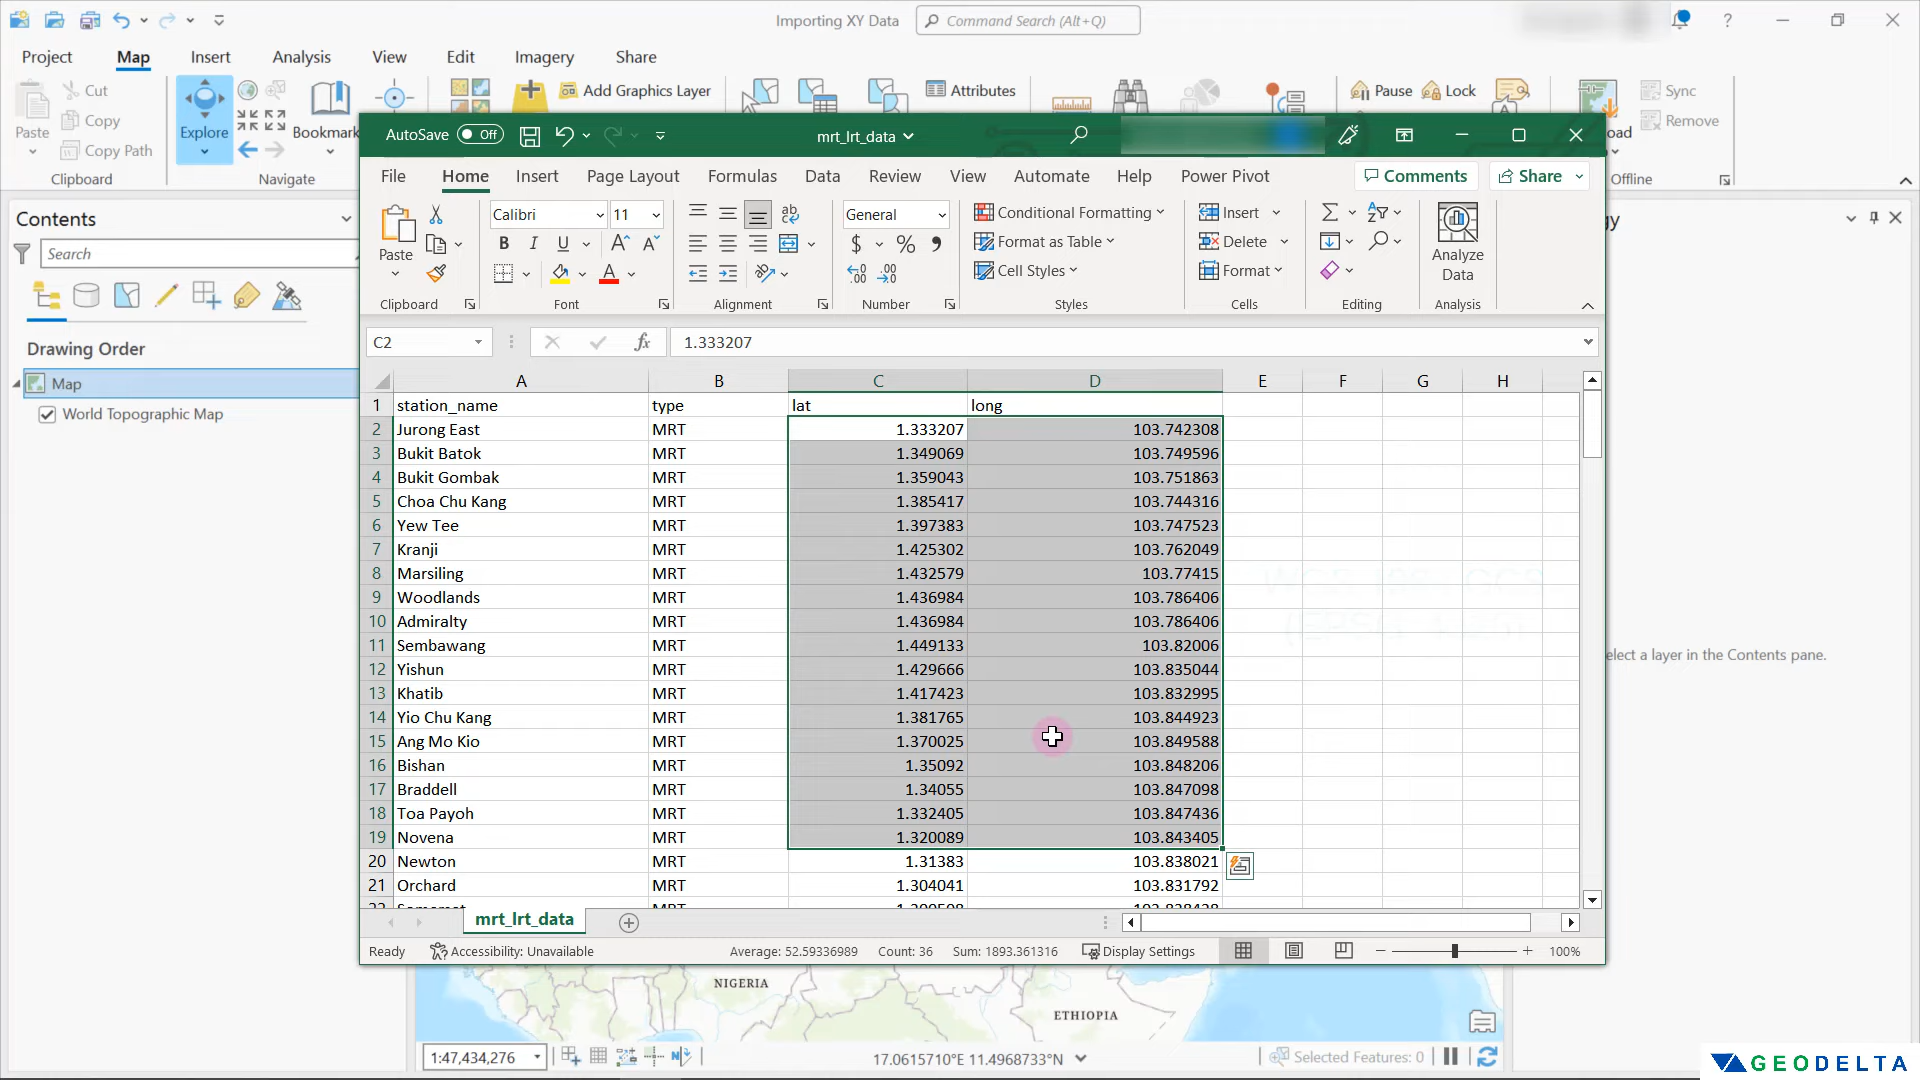 Importing XY Data
Command Search (Alt+Q)
?
Project Map Insert Analysis View Edit Imagery Share
Paste Cut Copy Copy Path
Clipboard
Explore Bookmark
Navigate
Add Graphics Layer
Attributes
Pause Lock
oad Sync Remove
Offline
Contents
Search
Drawing Order
Map
World Topographic Map
gy
elect a layer in the Contents pane.
AutoSave Off
mrt_lrt_data
File Home Insert Page Layout Formulas Data Review View Automate Help Power Pivot
Comments Share
Paste
Clipboard
Calibri 11
B I U A A
A
Font
ab
Alignment
General
$ % ,
.00
Number
Conditional Formatting
Format as Table
Cell Styles
Styles
Insert
Delete
Format
Cells
Editing
Analyze Data
Analysis
C2 fx 1.333207
A B C D E F G H
1 station_name type lat long
2 Jurong East MRT 1.333207 103.742308
3 Bukit Batok MRT 1.349069 103.749596
4 Bukit Gombak MRT 1.359043 103.751863
5 Choa Chu Kang MRT 1.385417 103.744316
6 Yew Tee MRT 1.397383 103.747523
7 Kranji MRT 1.425302 103.762049
8 Marsiling MRT 1.432579 103.77415
9 Woodlands MRT 1.436984 103.786406
10 Admiralty MRT 1.436984 103.786406
11 Sembawang MRT 1.449133 103.82006
12 Yishun MRT 1.429666 103.835044
13 Khatib MRT 1.417423 103.832995
14 Yio Chu Kang MRT 1.381765 103.844923
15 Ang Mo Kio MRT 1.370025 103.849588
16 Bishan MRT 1.35092 103.848206
17 Braddell MRT 1.34055 103.847098
18 Toa Payoh MRT 1.332405 103.847436
19 Novena MRT 1.320089 103.843405
20 Newton MRT 1.31383 103.838021
21 Orchard MRT 1.304041 103.831792
mrt_lrt_data
Ready Accessibility: Unavailable Average: 52.59336989 Count: 36 Sum: 1893.361316 Display Settings 100%
NIGERIA
ETHIOPIA
1:47,434,276
17.0615710°E 11.4968733°N
Selected Features: 0
GEODELTA